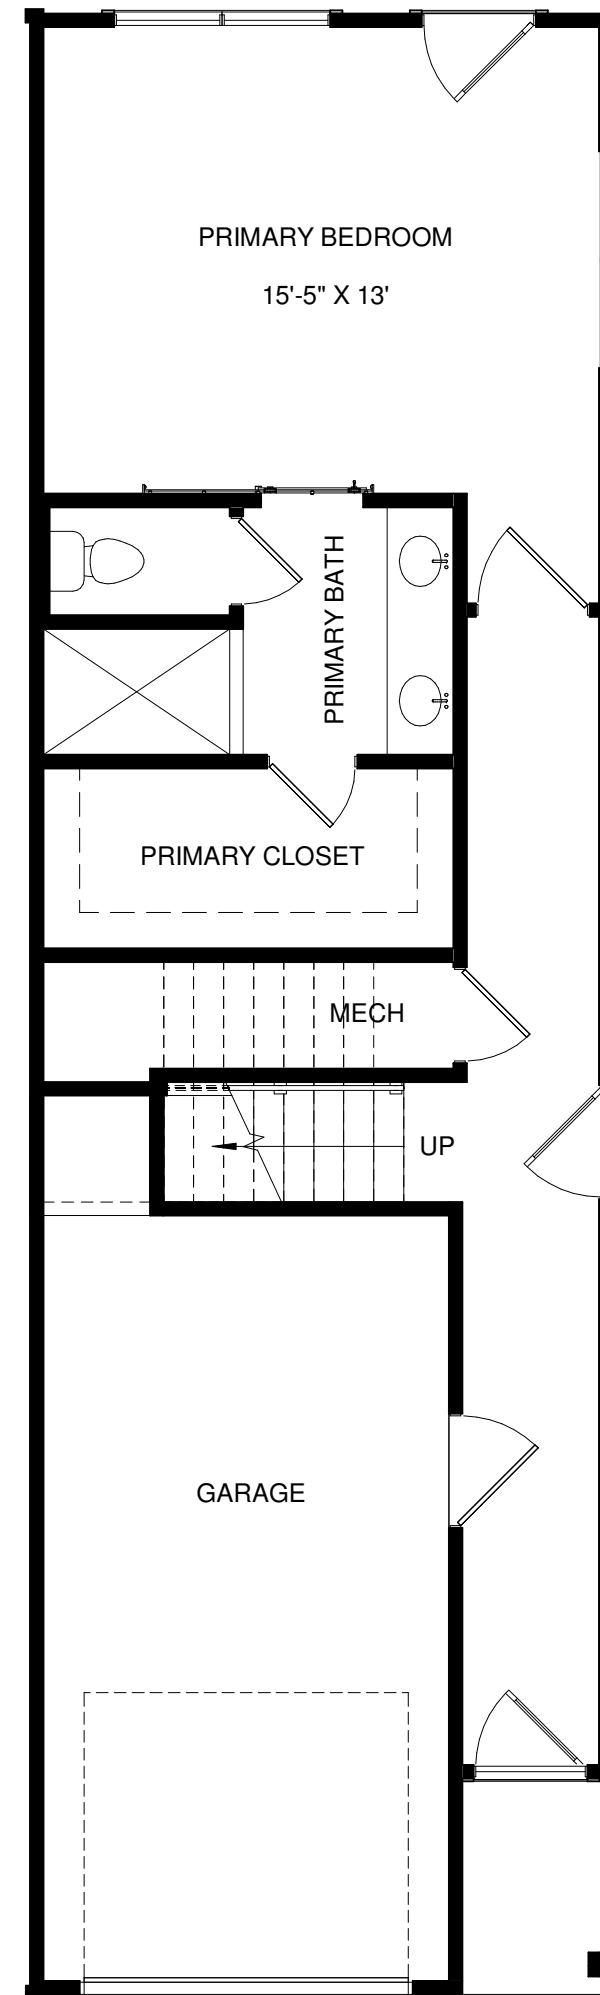 PRIMARY BEDROOM
15'-5" X 13'
PRIMARY BATH
PRIMARY CLOSET
MECH
UP
GARAGE